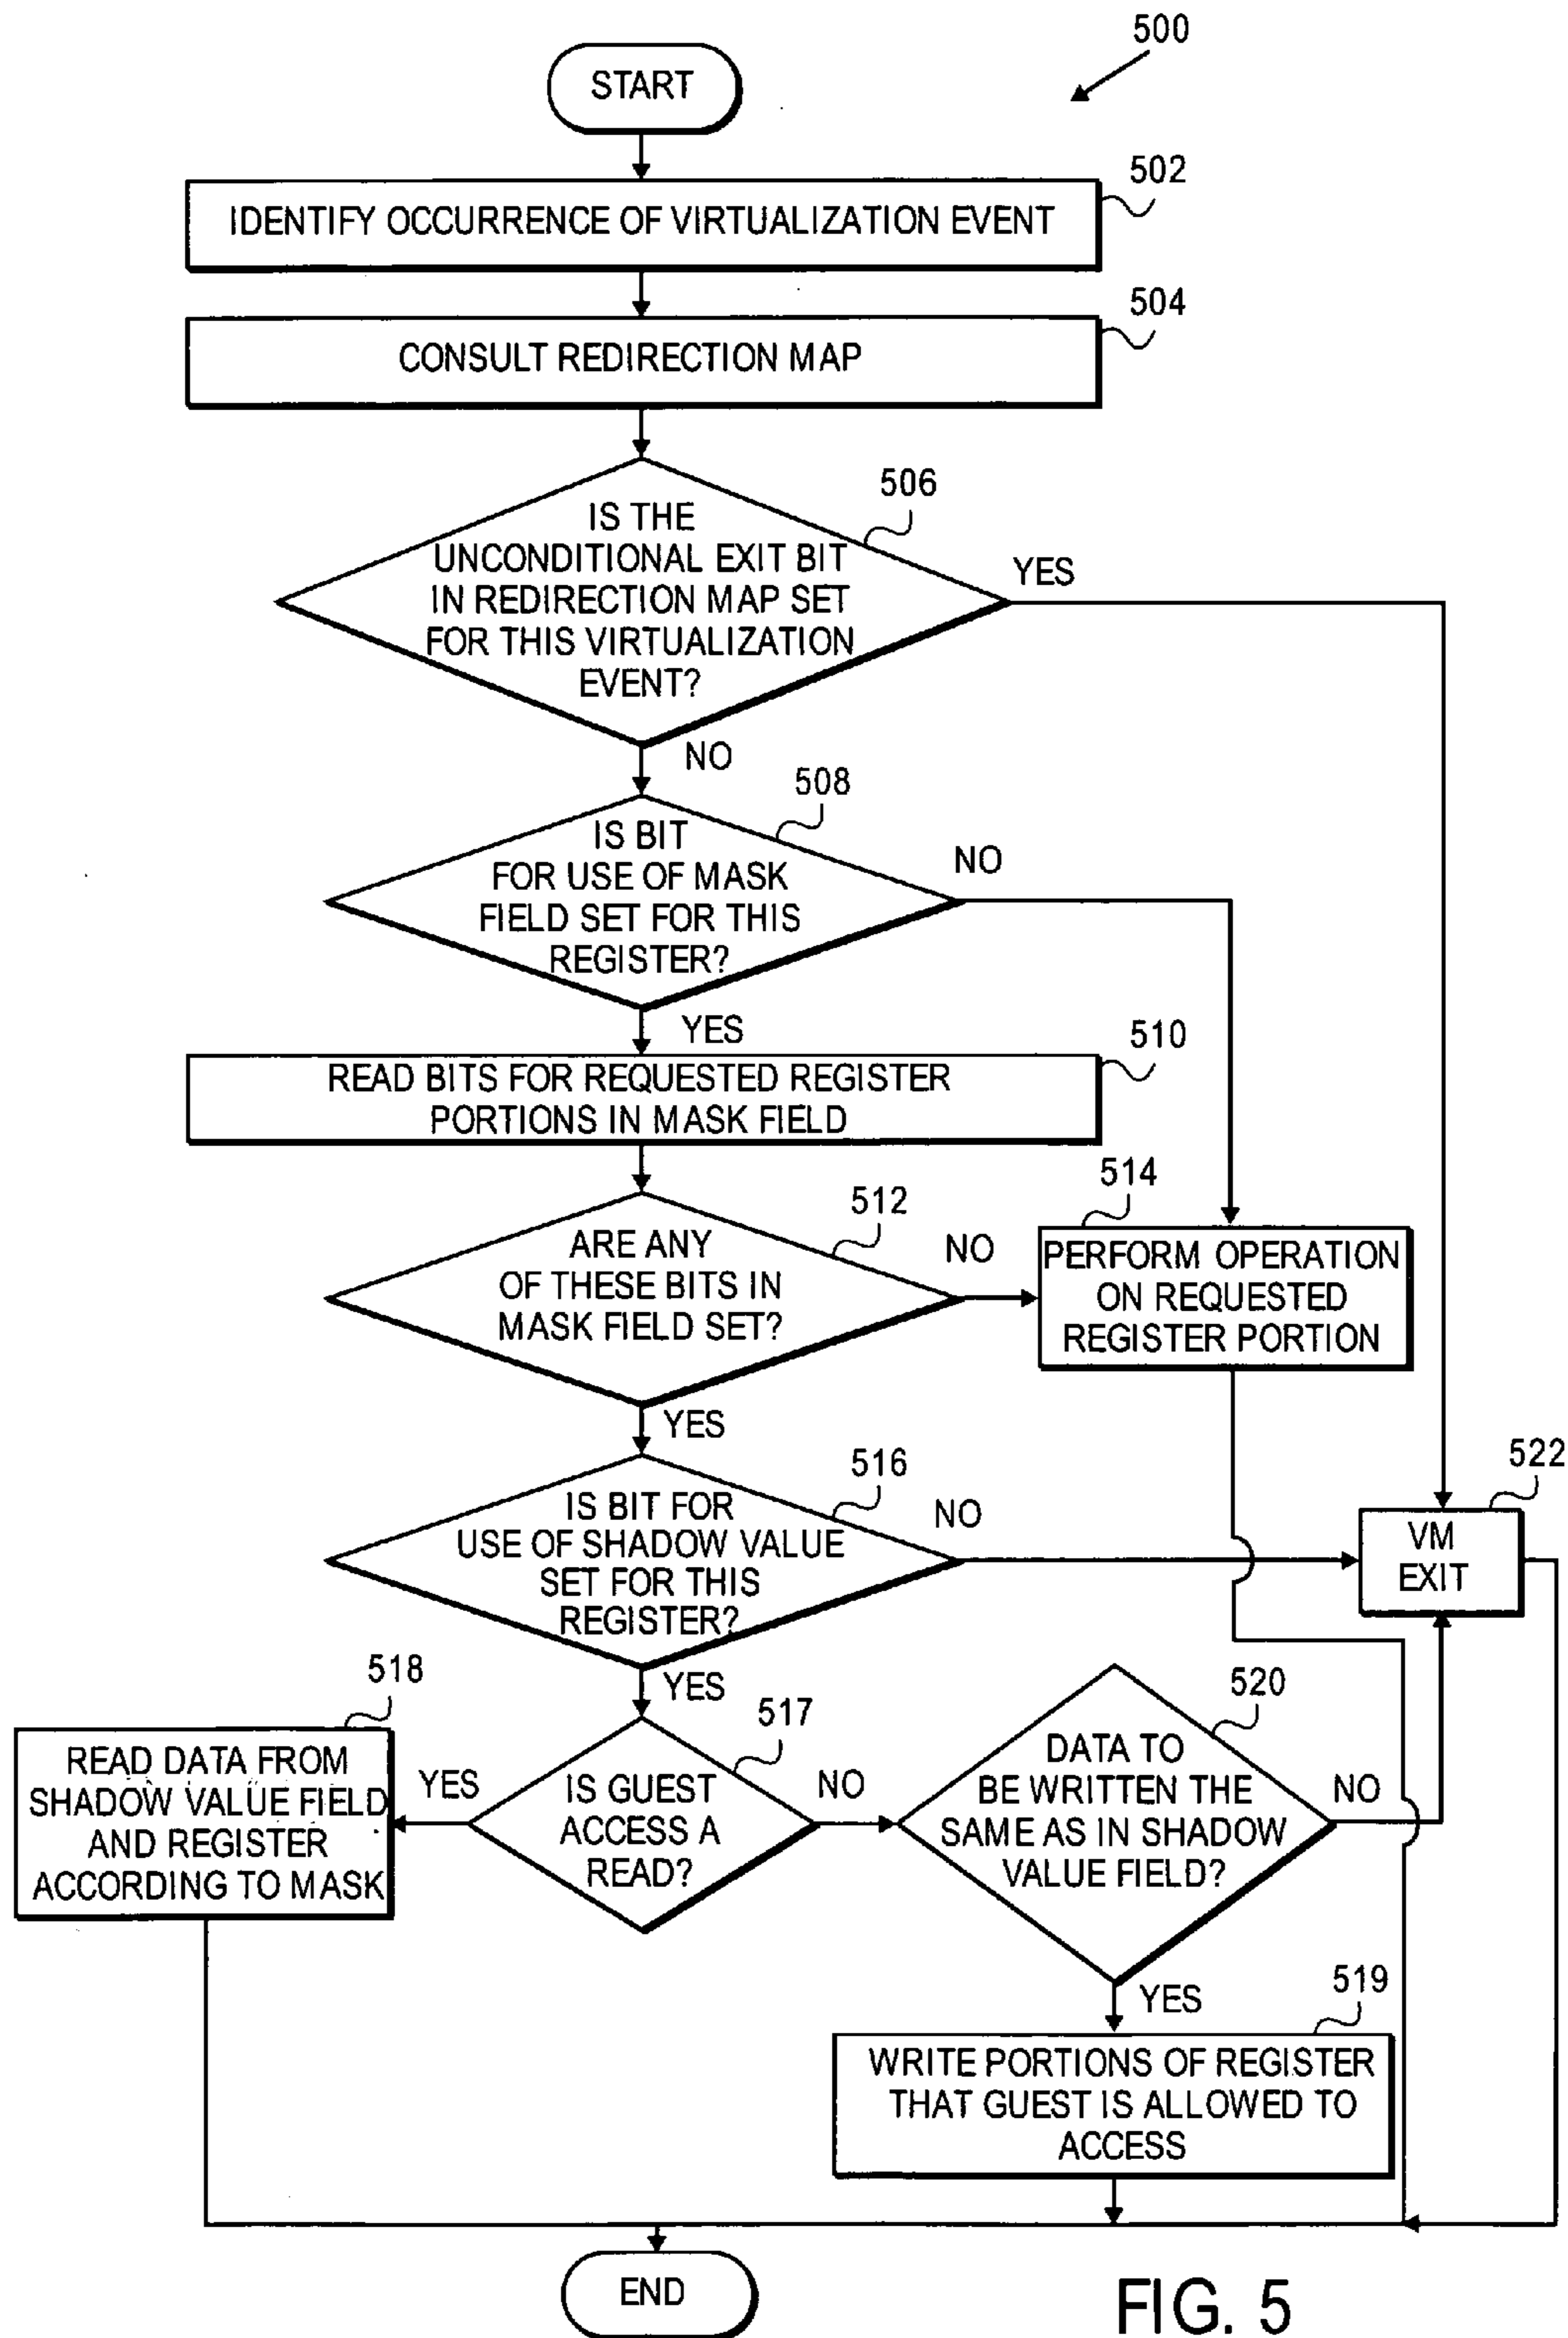 500
START
502
IDENTIFY OCCURRENCE OF VIRTUALIZATION EVENT
504
CONSULT REDIRECTION MAP
506
IS THE
UNCONDITIONAL EXIT BIT
IN REDIRECTION MAP SET
FOR THIS VIRTUALIZATION
EVENT?
YES
NO
508
IS BIT
FOR USE OF MASK
FIELD SET FOR THIS
REGISTER?
NO
YES
510
READ BITS FOR REQUESTED REGISTER
PORTIONS IN MASK FIELD
512
ARE ANY
OF THESE BITS IN
MASK FIELD SET?
NO
514
PERFORM OPERATION
ON REQUESTED
REGISTER PORTION
YES
516
IS BIT FOR
USE OF SHADOW VALUE
SET FOR THIS
REGISTER?
NO
522
VM
EXIT
YES
518
READ DATA FROM
SHADOW VALUE FIELD
AND REGISTER
ACCORDING TO MASK
YES
517
IS GUEST
ACCESS A
READ?
NO
520
DATA TO
BE WRITTEN THE
SAME AS IN SHADOW
VALUE FIELD?
NO
YES
519
WRITE PORTIONS OF REGISTER
THAT GUEST IS ALLOWED TO
ACCESS
END
FIG. 5